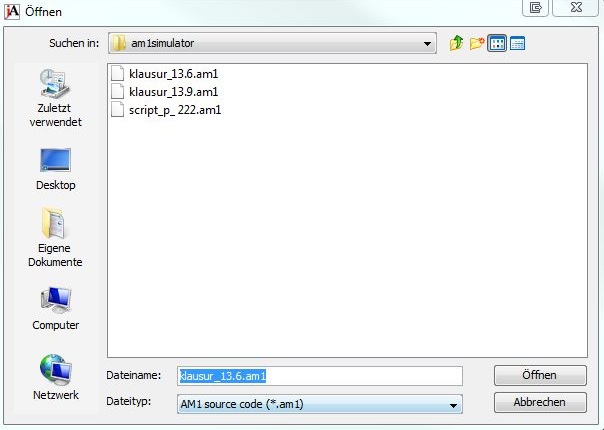 jA Öffnen
Suchen in: am1simulator
klausur_13.6.am1
klausur_13.9.am1
script_p_ 222.am1
Zuletzt
verwendet
Desktop
Eigene
Dokumente
Computer
Netzwerk
Dateiname: klausur_13.6.am1 Öffnen
Dateityp: AM1 source code (*.am1) Abbrechen